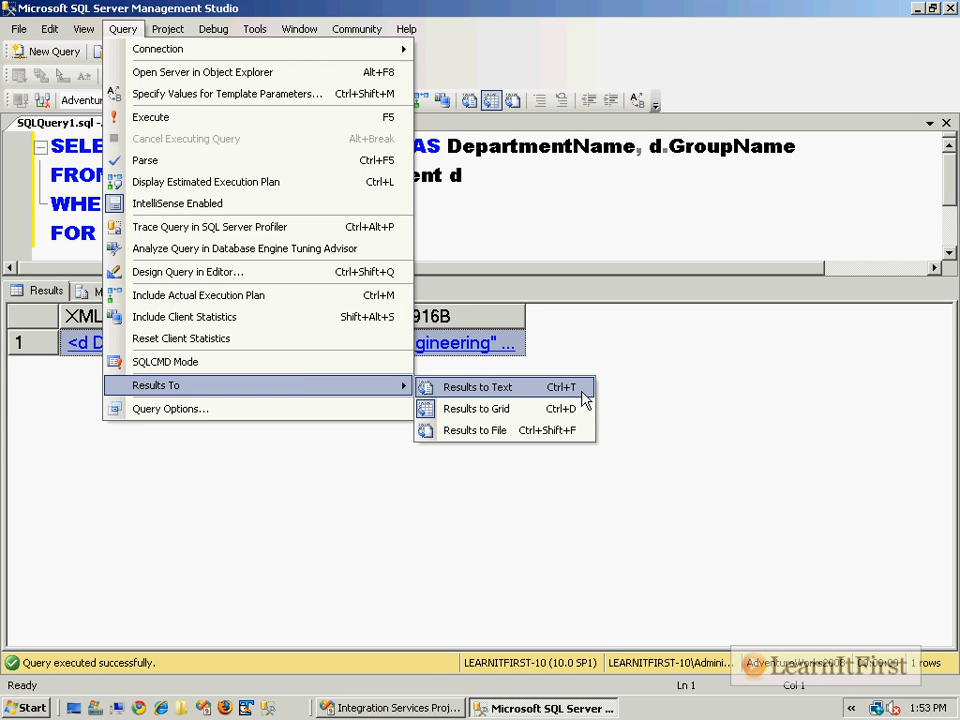 Microsoft SQL Server Management Studio
File Edit View Query Project Debug Tools Window Community Help
New Query
Connection
Open Server in Object Explorer Alt+F8
Specify Values for Template Parameters... Ctrl+Shift+M
Execute F5
Cancel Executing Query Alt+Break
Parse Ctrl+F5
Display Estimated Execution Plan Ctrl+L
IntelliSense Enabled
Trace Query in SQL Server Profiler Ctrl+Alt+P
Analyze Query in Database Engine Tuning Advisor
Design Query in Editor... Ctrl+Shift+Q
Include Actual Execution Plan Ctrl+M
Include Client Statistics Shift+Alt+S
Reset Client Statistics
SQLCMD Mode
Results To
Query Options...
Results to Text Ctrl+T
Results to Grid Ctrl+D
Results to File Ctrl+Shift+F
Adventu
SQLQuery1.sql -
SELE AS DepartmentName, d.GroupName
FROM ent d
WHE
FOR
Results M
XML 916B
1 <d D gineering" ...
Query executed successfully. LEARNITFIRST-10 (10.0 SP1) LEARNITFIRST-10\Admini... AdventureWorks2008 00:00:00 1 rows
LearnItFirst
Ready Ln 1 Col 1
Start Integration Services Proj... Microsoft SQL Server ... 1:53 PM